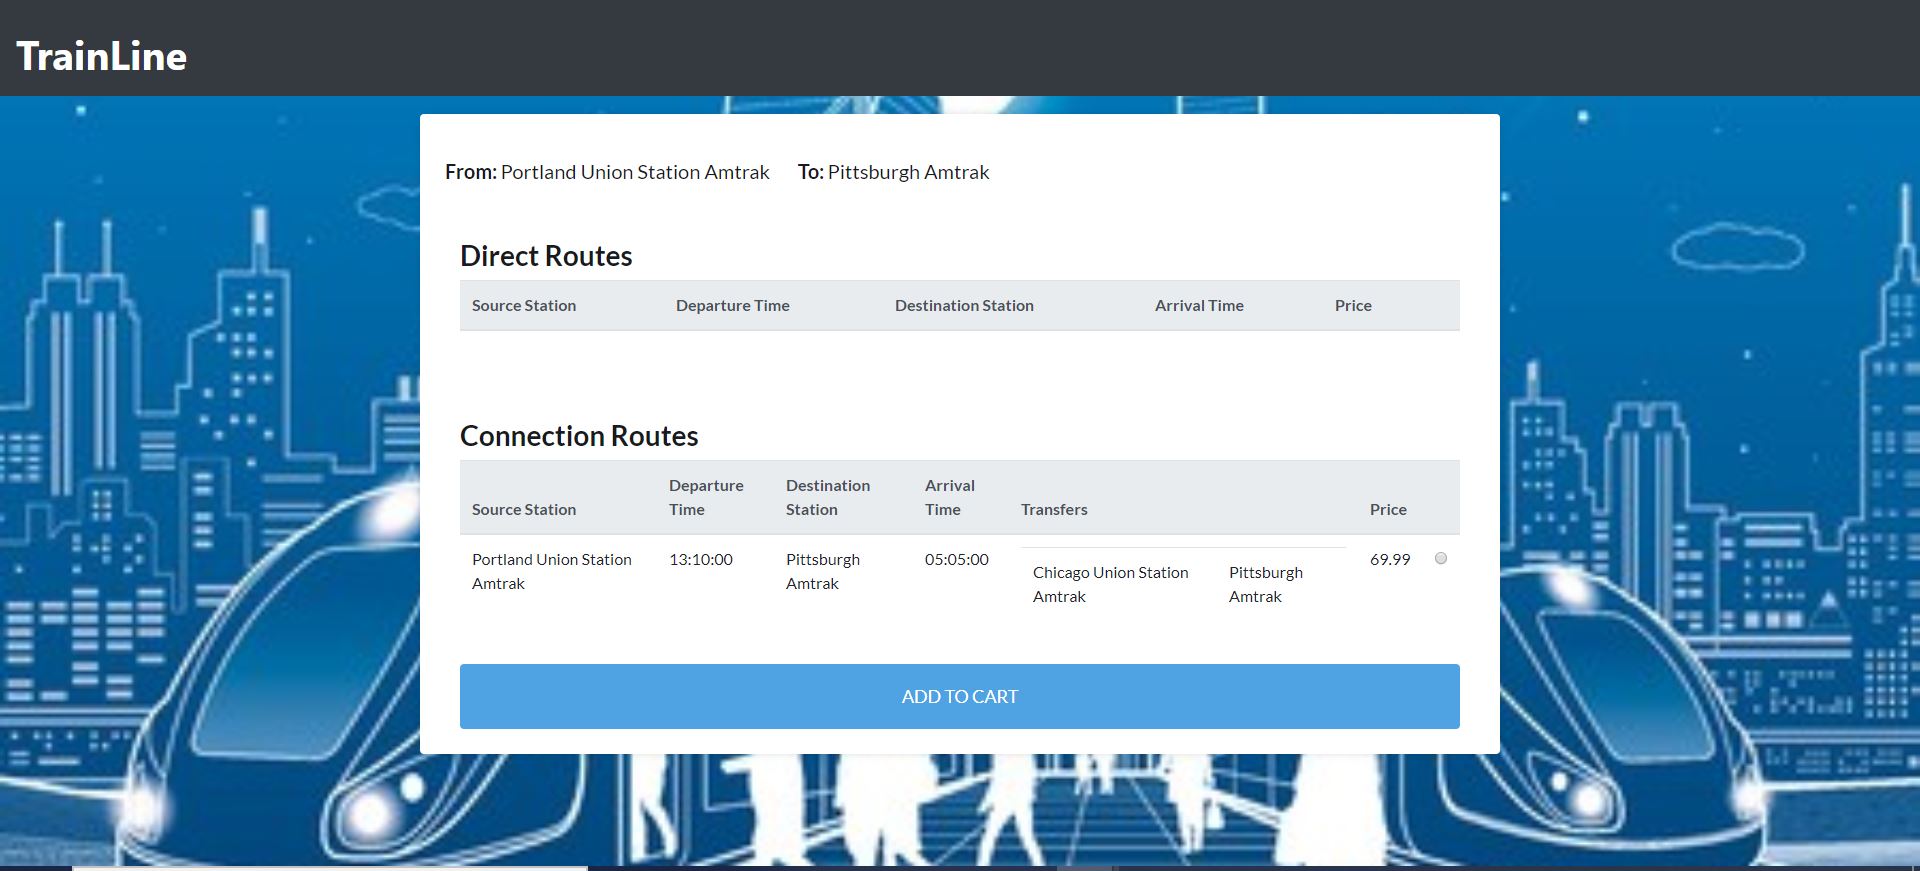 TrainLine
From: Portland Union Station Amtrak To: Pittsburgh Amtrak
Direct Routes
Source Station Departure Time Destination Station Arrival Time Price
Connection Routes
Source Station Departure Time Destination Station Arrival Time Transfers Price
Portland Union Station Amtrak 13:10:00 Pittsburgh Amtrak 05:05:00 Chicago Union Station Amtrak Pittsburgh Amtrak 69.99
ADD TO CART